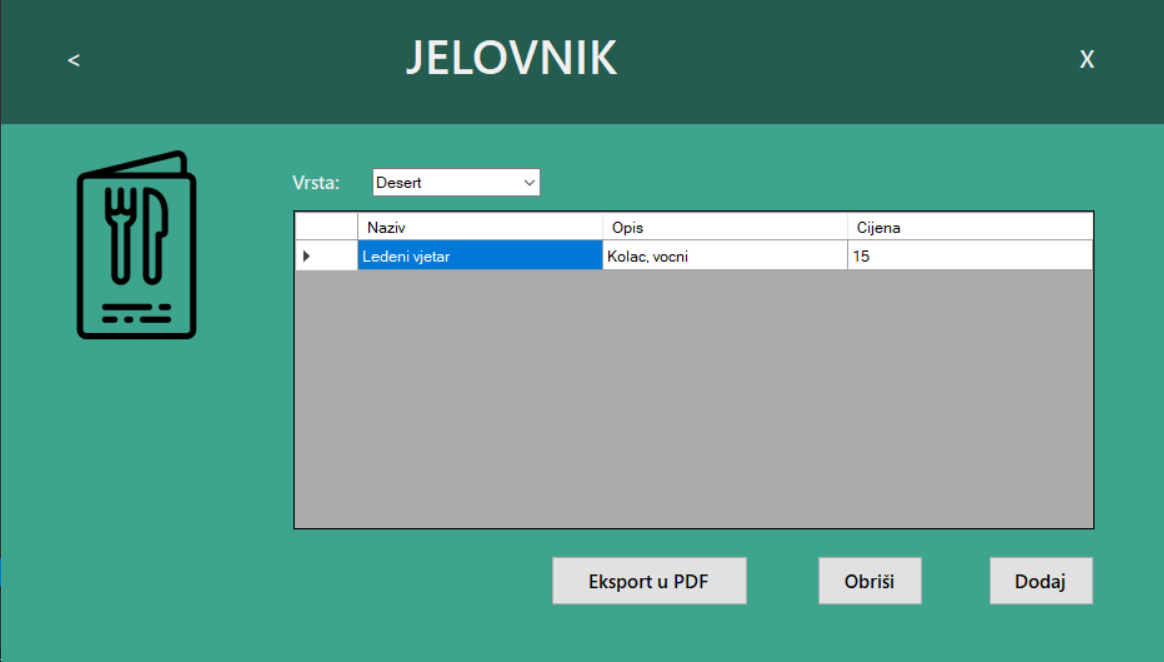 < JELOVNIK X
Vrsta: Desert
Naziv Opis Cijena
Ledeni vjetar Kolac, vocni 15
Eksport u PDF Obriši Dodaj